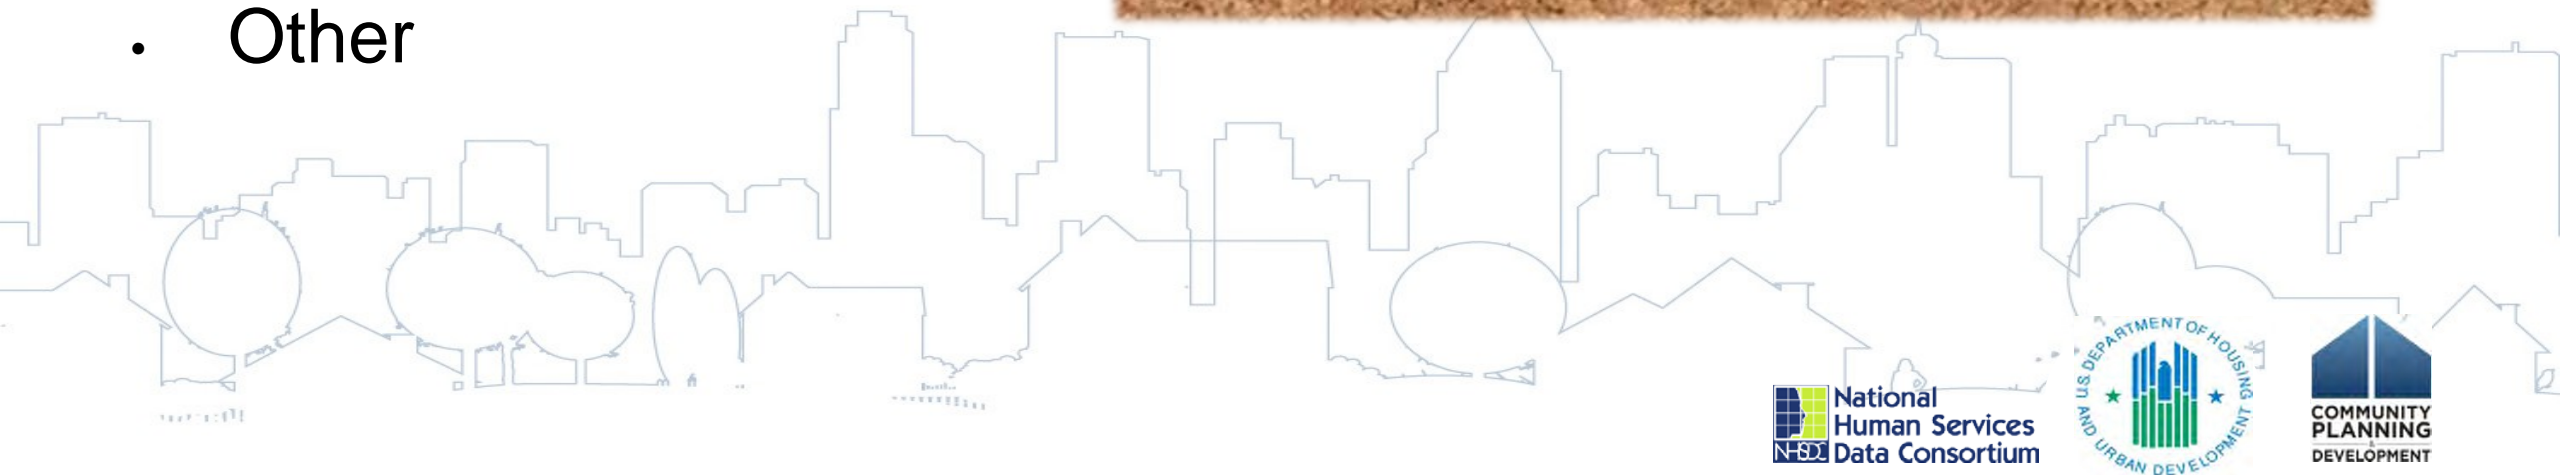 • Other
National
Human Services
NHSDC Data Consortium
U.S. DEPARTMENT OF HOUSING
AND URBAN DEVELOPMENT
COMMUNITY
PLANNING
&
DEVELOPMENT